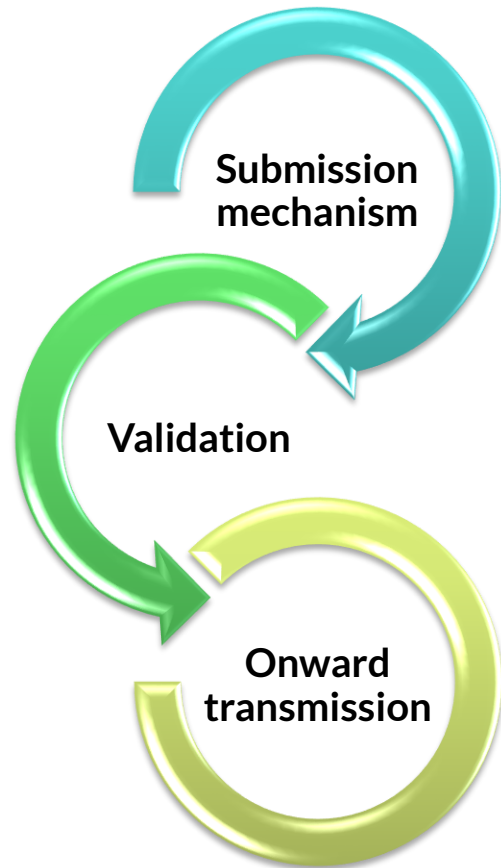 Submission
mechanism
Validation
Onward
transmission